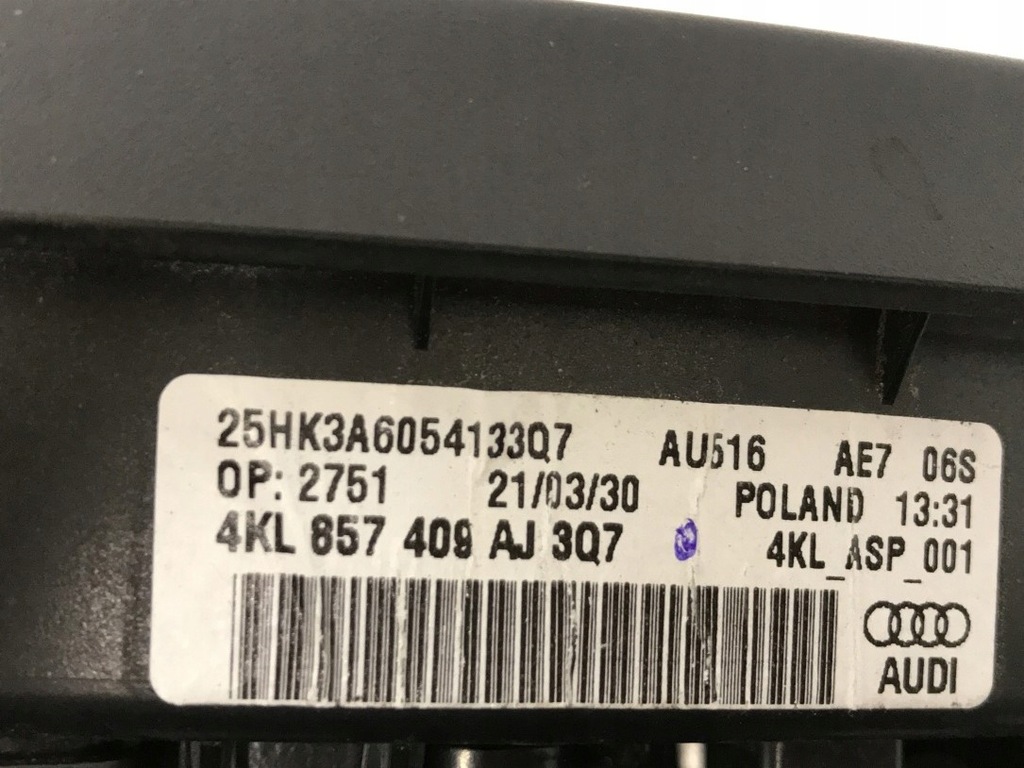 25HK3A6054133Q7 AU516 AE7 06S
OP: 2751 21/03/30 POLAND 13:31
4KL 857 409 AJ 3Q7 4KL_ASP_001
AUDI